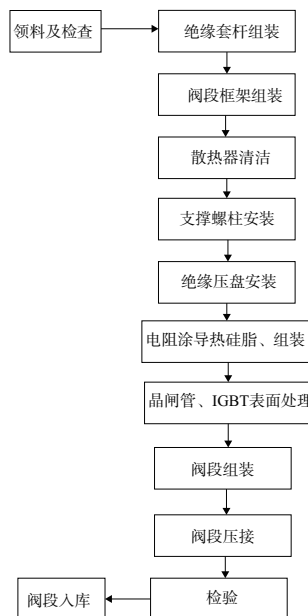 领料及检查
绝缘套杆组装
阀段框架组装
散热器清洁
支撑螺柱安装
绝缘压盘安装
电阻涂导热硅脂、组装
晶闸管、IGBT表面处理
阀段组装
阀段压接
检验
阀段入库